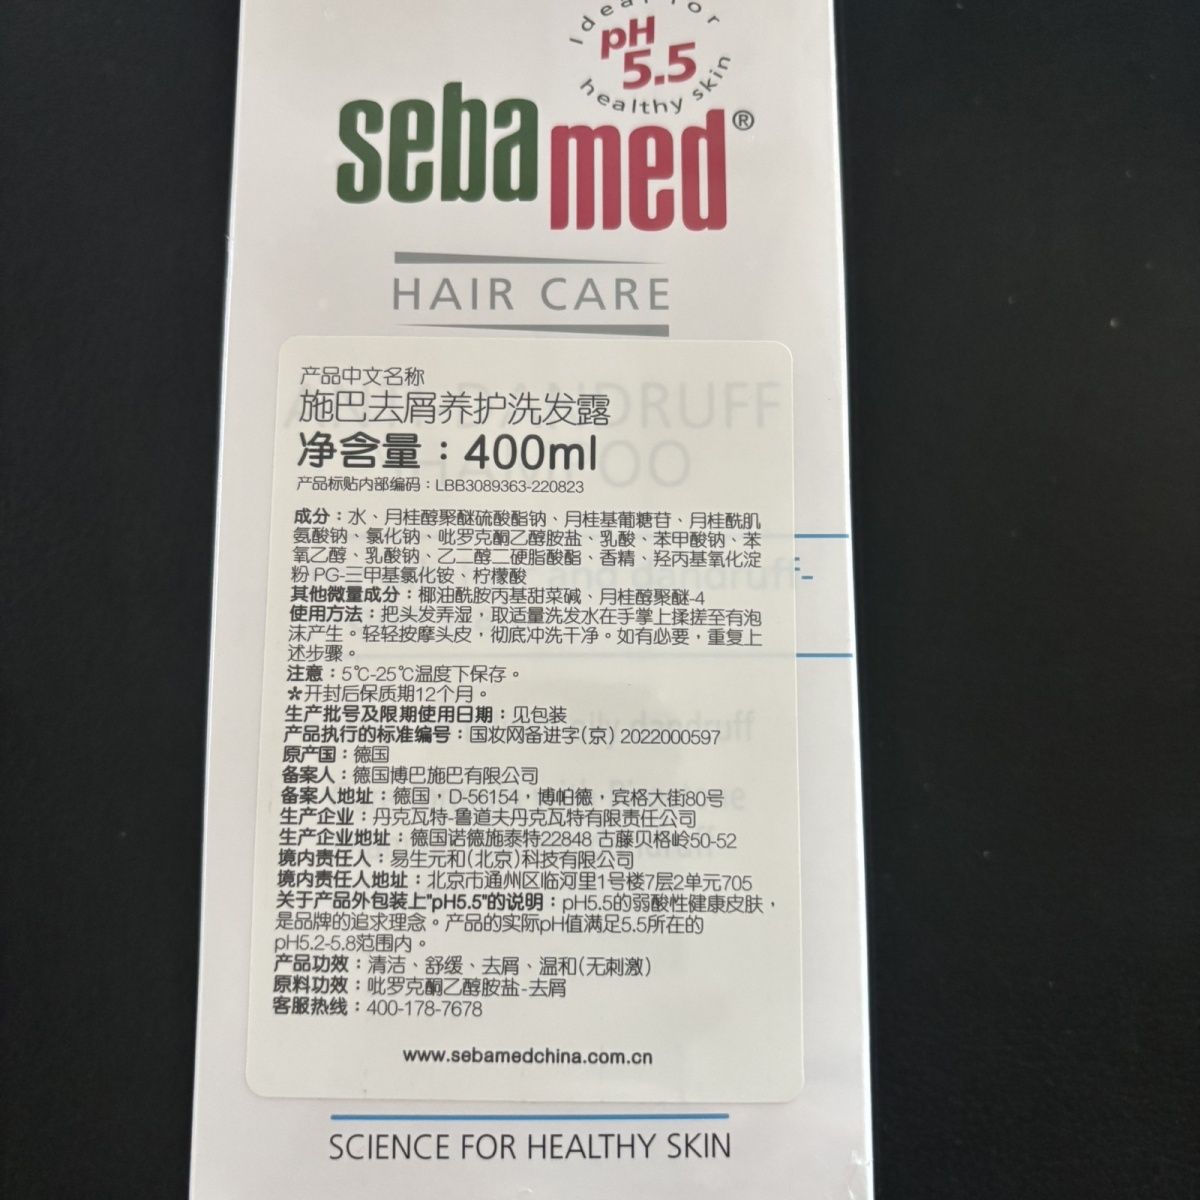 Ideal for
pH
5.5
healthy skin
sebamed®
HAIR CARE
产品中文名称
施巴去屑养护洗发露
净含量：400ml
产品标贴内部编码：LBB3089363-220823
成分：水、月桂醇聚醚硫酸酯钠、月桂基葡糖苷、月桂酰肌
氨酸钠、氯化钠、吡罗克酮乙醇胺盐、乳酸、苯甲酸钠、苯
氧乙醇、乳酸钠、乙二醇二硬脂酸酯、香精、羟丙基氧化淀
粉 PG-三甲基氯化铵、柠檬酸
其他微量成分：椰油酰胺丙基甜菜碱、月桂醇聚醚-4
使用方法：把头发弄湿，取适量洗发水在手掌上揉搓至有泡
沫产生。轻轻按摩头皮，彻底冲洗干净。如有必要，重复上
述步骤。
注意：5℃-25℃温度下保存。
*开封后保质期12个月。
生产批号及限期使用日期：见包装
产品执行的标准编号：国妆网备进字(京) 2022000597
原产国：德国
备案人：德国博巴施巴有限公司
备案人地址：德国，D-56154，博帕德，宾格大街80号
生产企业：丹克瓦特-鲁道夫丹克瓦特有限责任公司
生产企业地址：德国诺德施泰特22848 古藤贝格岭50-52
境内责任人：易生元和(北京)科技有限公司
境内责任人地址：北京市通州区临河里1号楼7层2单元705
关于产品外包装上"pH5.5"的说明：pH5.5的弱酸性健康皮肤，
是品牌的追求理念。产品的实际pH值满足5.5所在的
pH5.2-5.8范围内。
产品功效：清洁、舒缓、去屑、温和(无刺激)
原料功效：吡罗克酮乙醇胺盐-去屑
客服热线：400-178-7678
www.sebamedchina.com.cn
SCIENCE FOR HEALTHY SKIN